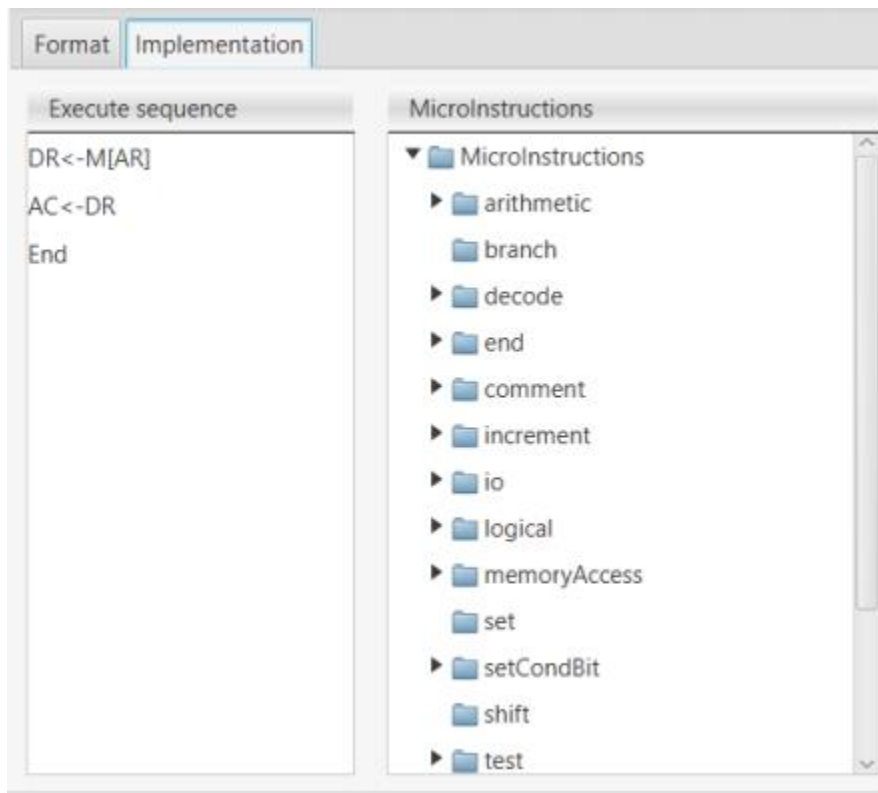 Format Implementation
Execute sequence
DR<-M[AR]
AC<-DR
End
MicroInstructions
MicroInstructions
arithmetic
branch
decode
end
comment
increment
io
logical
memoryAccess
set
setCondBit
shift
test